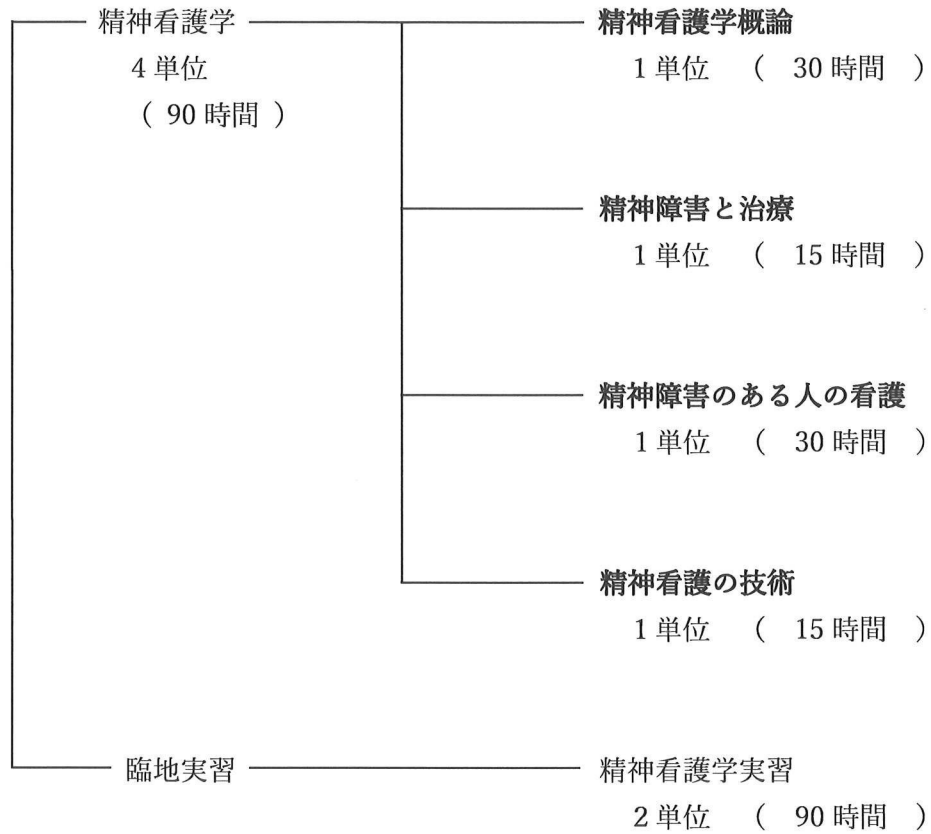 精神看護学
4単位
( 90時間 )
精神看護学概論
1単位 ( 30時間 )
精神障害と治療
1単位 ( 15時間 )
精神障害のある人の看護
1単位 ( 30時間 )
精神看護の技術
1単位 ( 15時間 )
臨地実習
精神看護学実習
2単位 ( 90時間 )